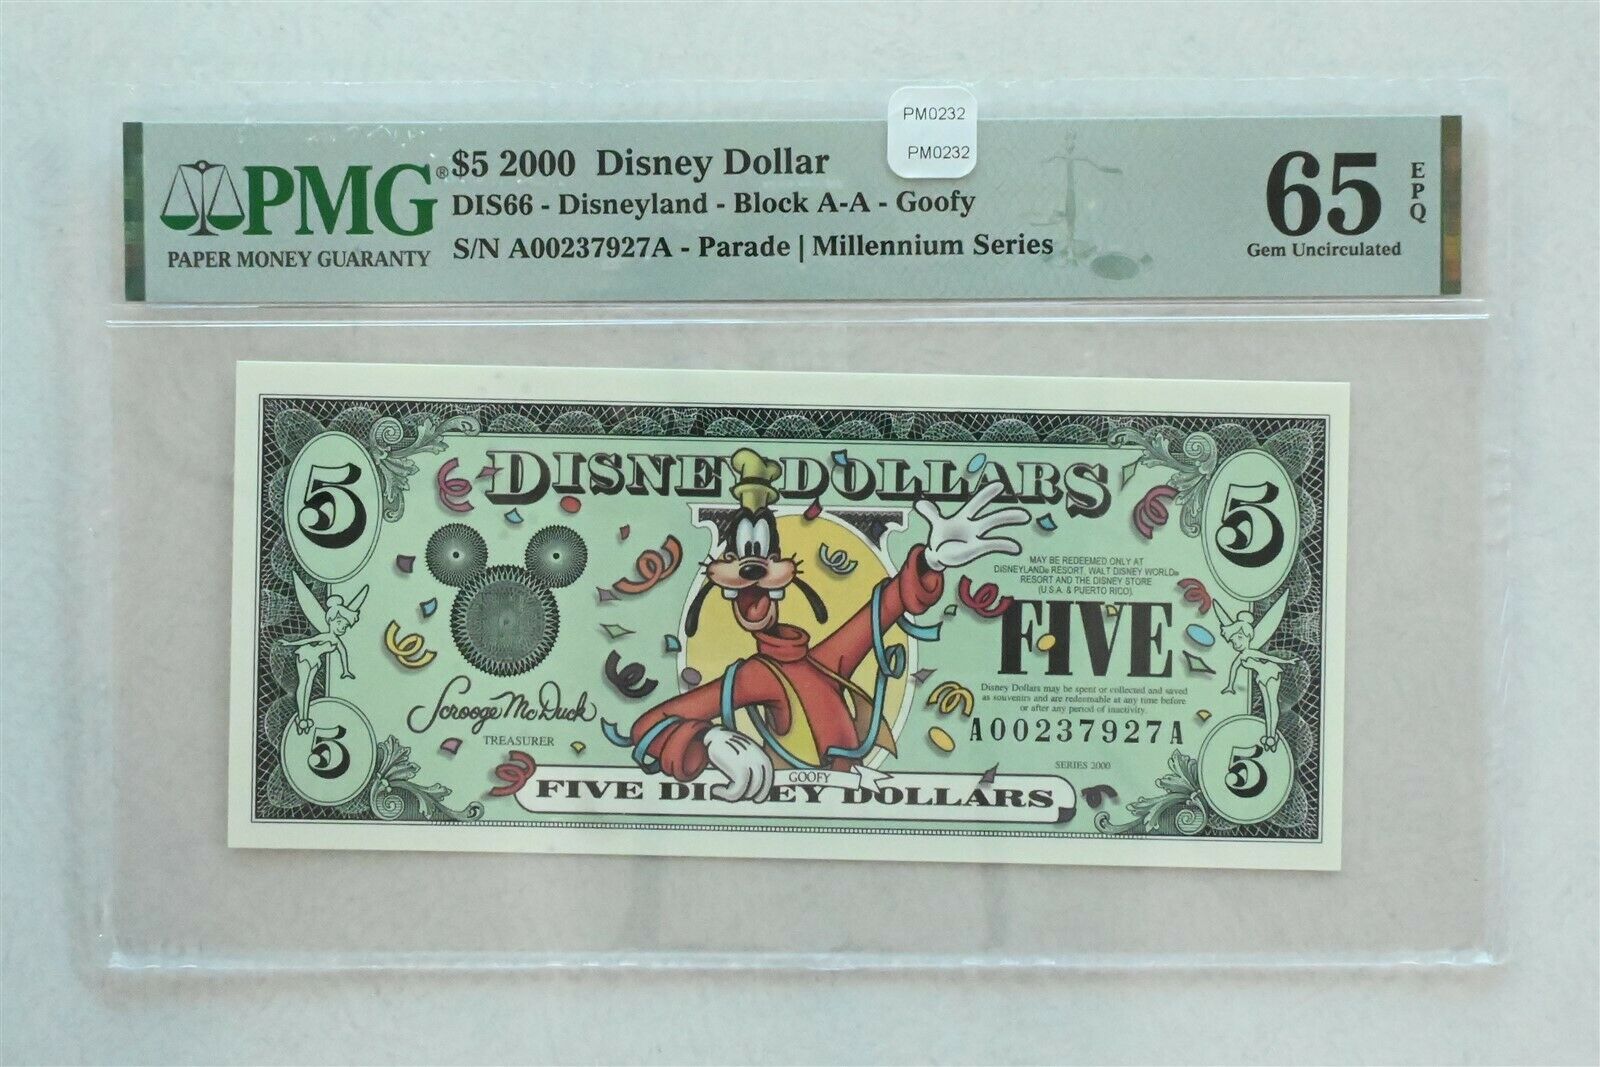 PM0232
PM0232
PMG®
PAPER MONEY GUARANTY
$5 2000 Disney Dollar
DIS66 - Disneyland - Block A-A - Goofy
S/N A00237927A - Parade | Millennium Series
65
EPQ
Gem Uncirculated
5
5
DISNEY DOLLARS
MAY BE REDEEMED ONLY AT
DISNEYLAND® RESORT, WALT DISNEY WORLD®
RESORT AND THE DISNEY STORE
(U.S.A. & PUERTO RICO).
FIVE
Disney Dollars may be spent or collected and saved
as souvenirs and are redeemable at any time before
or after any period of inactivity.
A00237927A
SERIES 2000
Scrooge McDuck
TREASURER
5
5
GOOFY
FIVE DISNEY DOLLARS